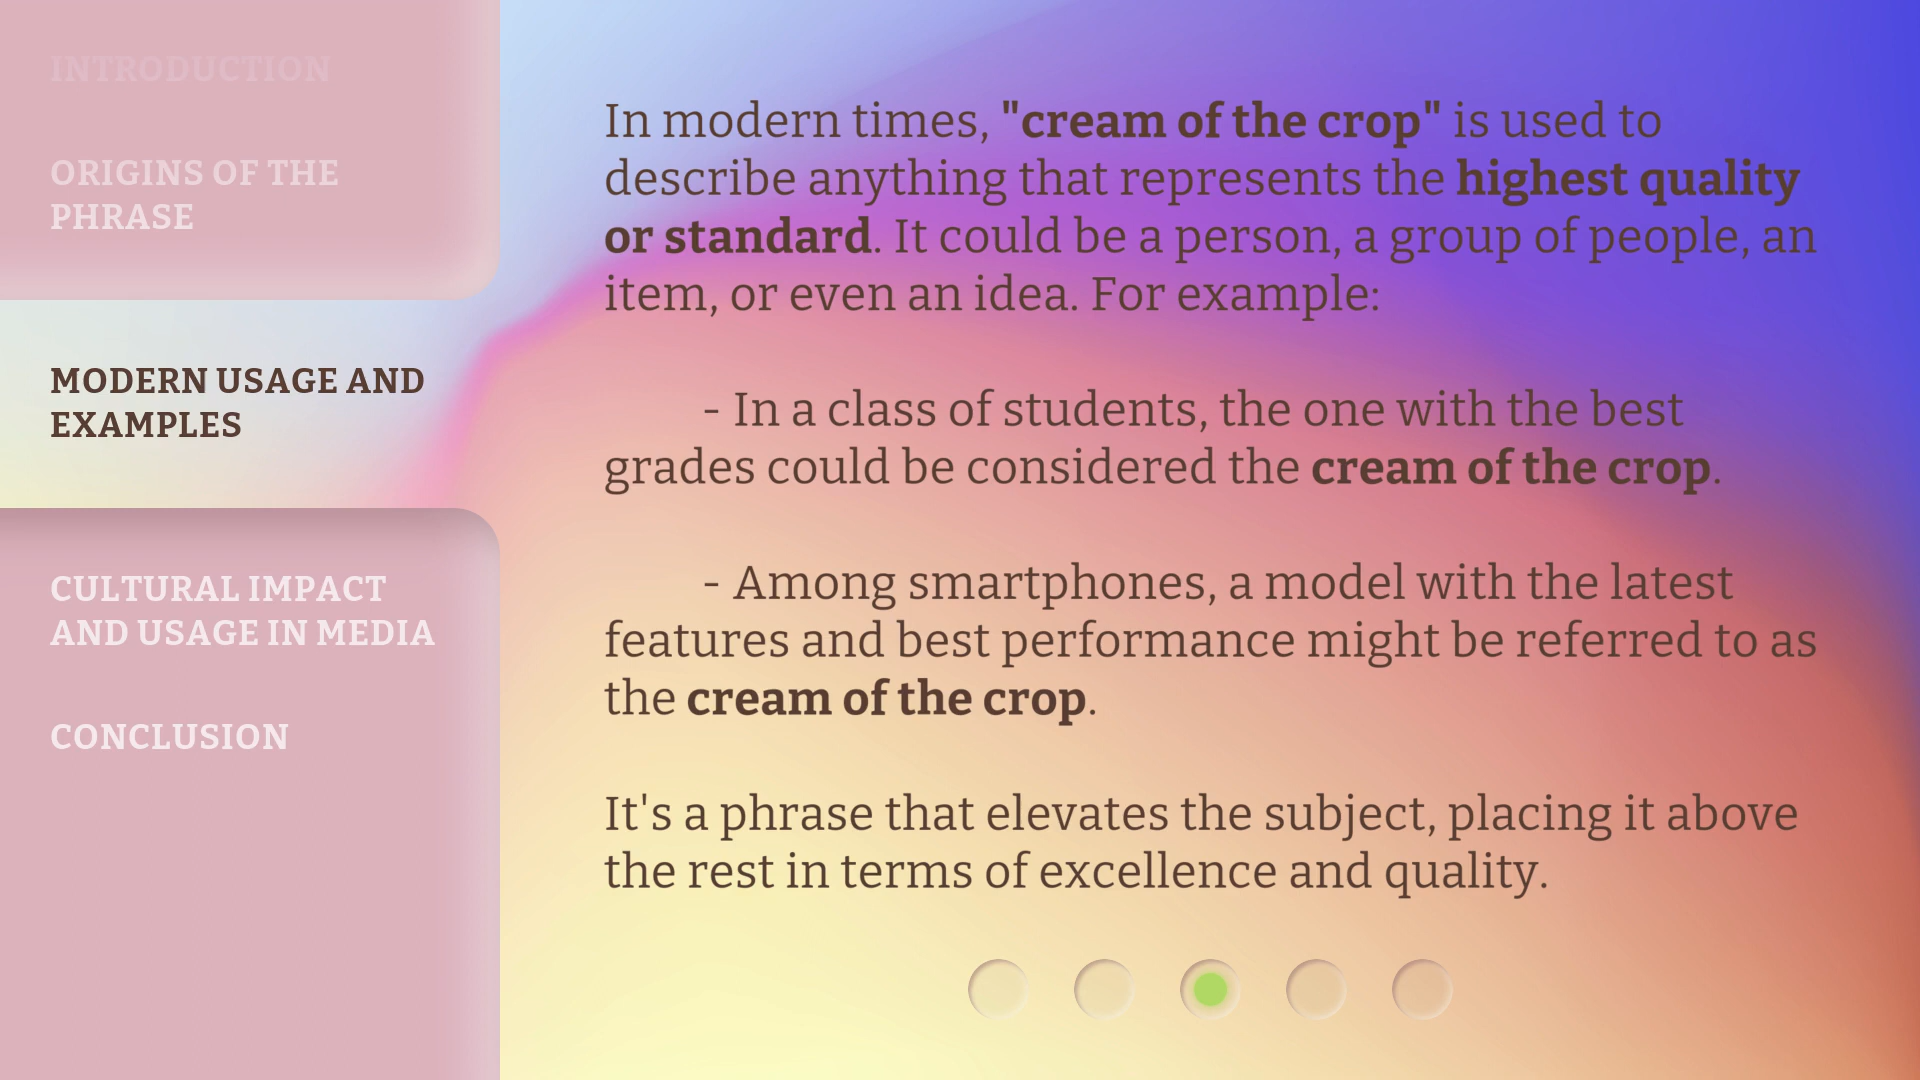 INTRODUCTION
ORIGINS OF THE
PHRASE
MODERN USAGE AND
EXAMPLES
CULTURAL IMPACT
AND USAGE IN MEDIA
CONCLUSION
In modern times, "cream of the crop" is used to
describe anything that represents the highest quality
or standard. It could be a person, a group of people, an
item, or even an idea. For example:
- In a class of students, the one with the best
grades could be considered the cream of the crop.
- Among smartphones, a model with the latest
features and best performance might be referred to as
the cream of the crop.
It's a phrase that elevates the subject, placing it above
the rest in terms of excellence and quality.